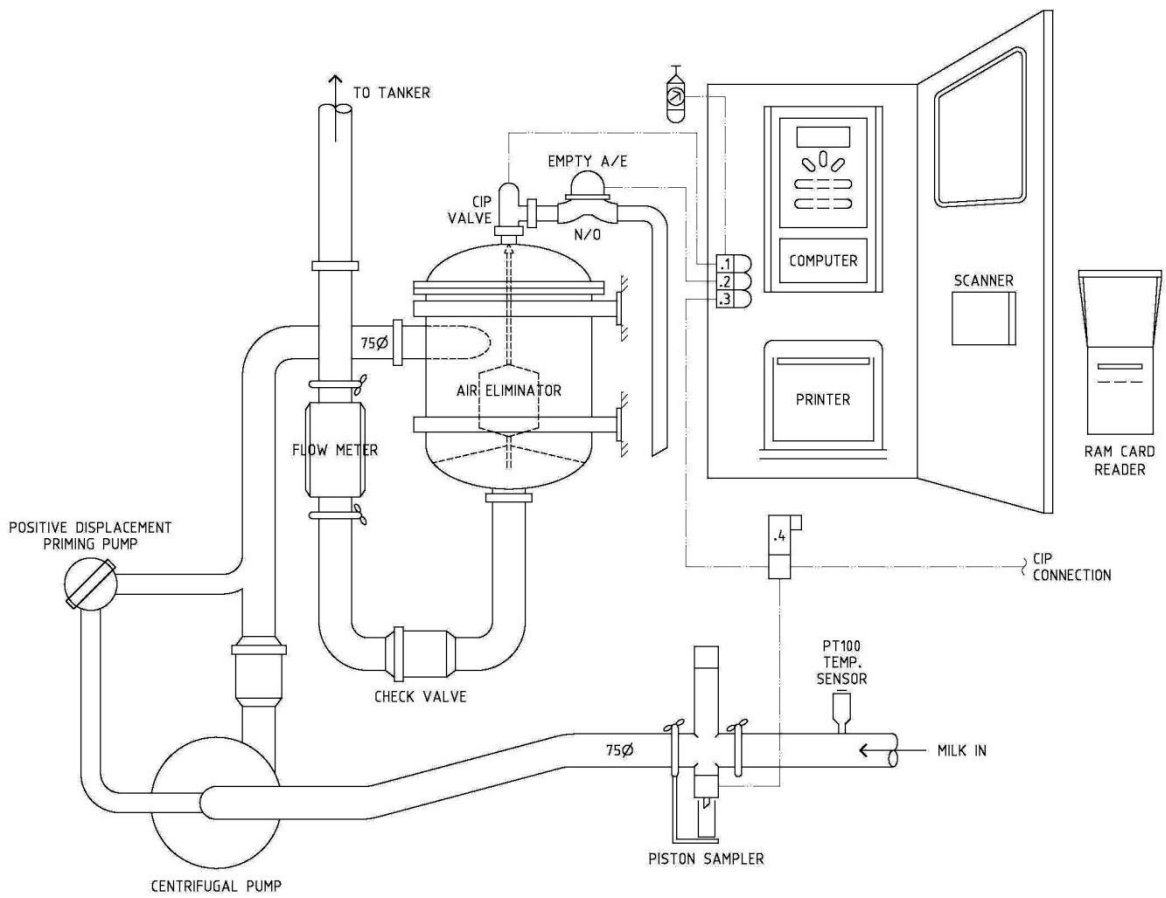 TO TANKER
EMPTY A/E
CIP
VALVE
N/O
.1
.2
.3
COMPUTER
SCANNER
75Ø
AIR ELIMINATOR
PRINTER
FLOW METER
RAM CARD
READER
POSITIVE DISPLACEMENT
PRIMING PUMP
.4
CIP
CONNECTION
CHECK VALVE
PT100
TEMP.
SENSOR
75Ø
MILK IN
PISTON SAMPLER
CENTRIFUGAL PUMP